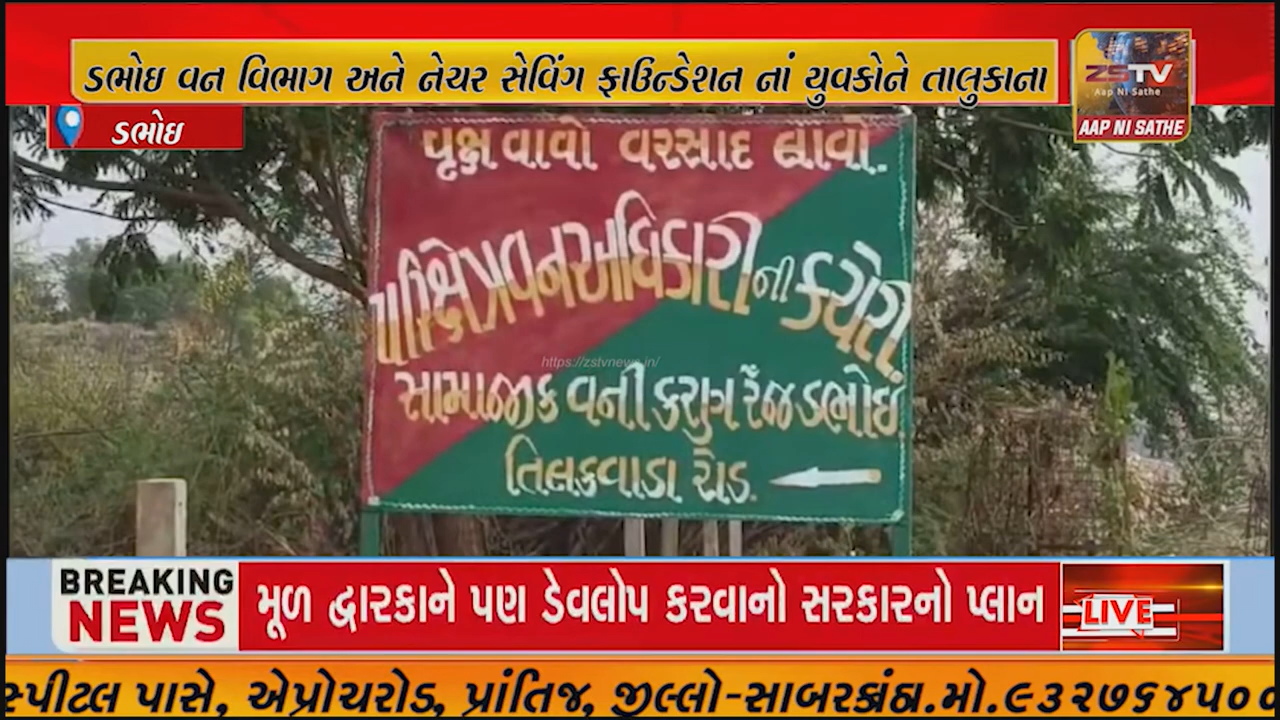 ડભોઇ વન વિભાગ અને નેચર સેવિંગ ફાઉન્ડેશન નાં યુવકોને તાલુકાના
ZSTV
Aap Ni Sathe
AAP NI SATHE
ડભોઇ
વૃક્ષ વાવો વરસાદ લાવો.
પરિક્ષેત્રવનઅધિકારીની કચેરી
https://zstvnews.in/
સામાજીક વનીકરણ રેંજ ડભોઇ
તિલકવાડા રોડ.
BREAKING NEWS
મૂળ દ્વારકાને પણ ડેવલોપ કરવાનો સરકારનો પ્લાન
LIVE
સ્પીટલ પાસે, એપ્રોચરોડ, પ્રાંતિજ, જીલ્લો-સાબરકાંઠા.મો.૯૩૨૭૬૪૫૦૦